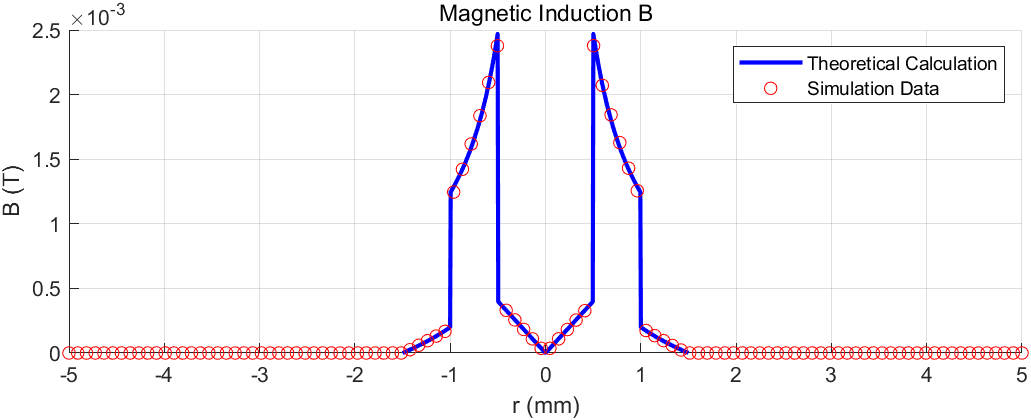 Magnetic Induction B
×10⁻³
2.5
2
1.5
1
0.5
0
B (T)
Theoretical Calculation
Simulation Data
-5 -4 -3 -2 -1 0 1 2 3 4 5
r (mm)